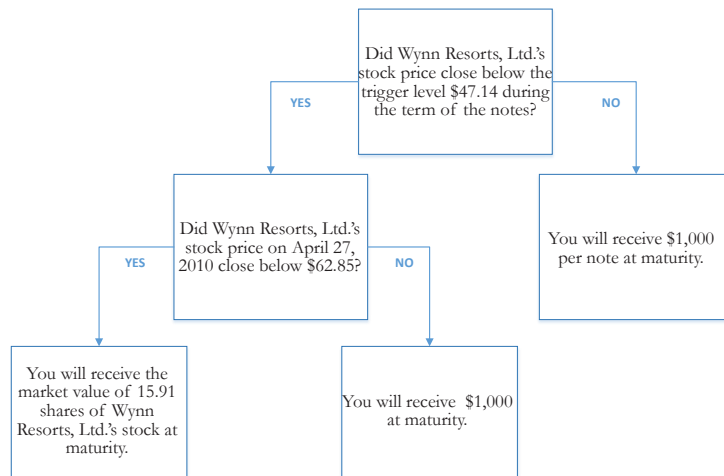 Did Wynn Resorts, Ltd.'s
stock price close below the
trigger level $47.14 during
the term of the notes?
YES
NO
Did Wynn Resorts, Ltd.'s
stock price on April 27,
2010 close below $62.85?
You will receive $1,000
per note at maturity.
YES
NO
You will receive the
market value of 15.91
shares of Wynn
Resorts, Ltd.'s stock at
maturity.
You will receive $1,000
at maturity.